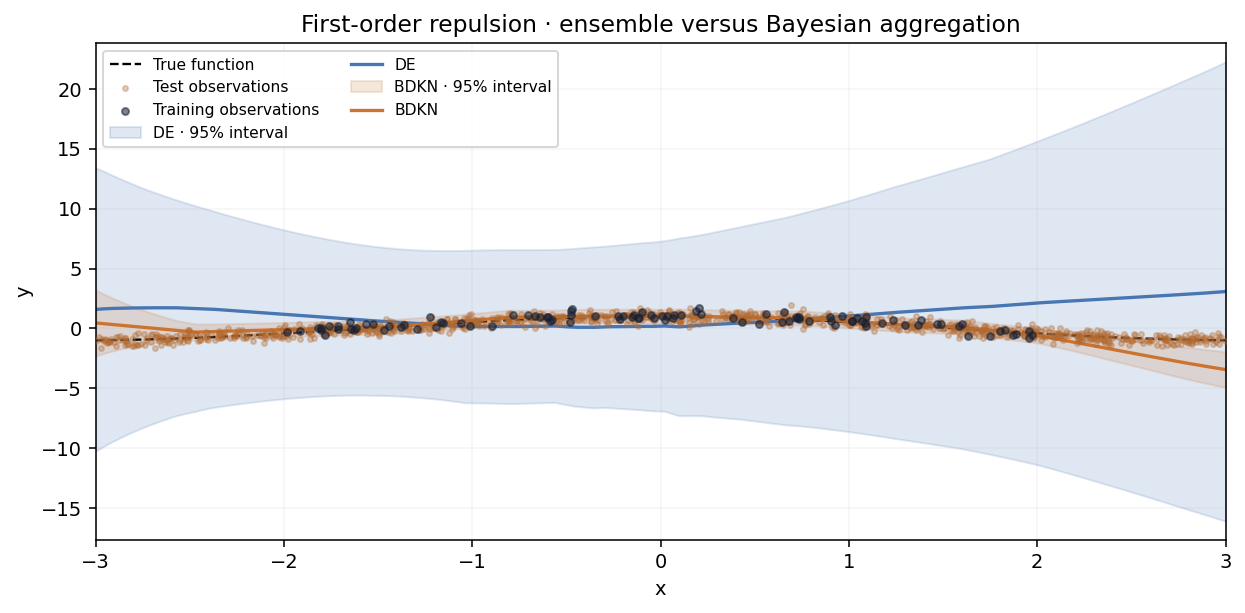 First-order repulsion · ensemble versus Bayesian aggregation
True function
Test observations
Training observations
DE · 95% interval
DE
BDKN · 95% interval
BDKN
y
20
15
10
5
0
−5
−10
−15
−3
−2
−1
0
1
2
3
x